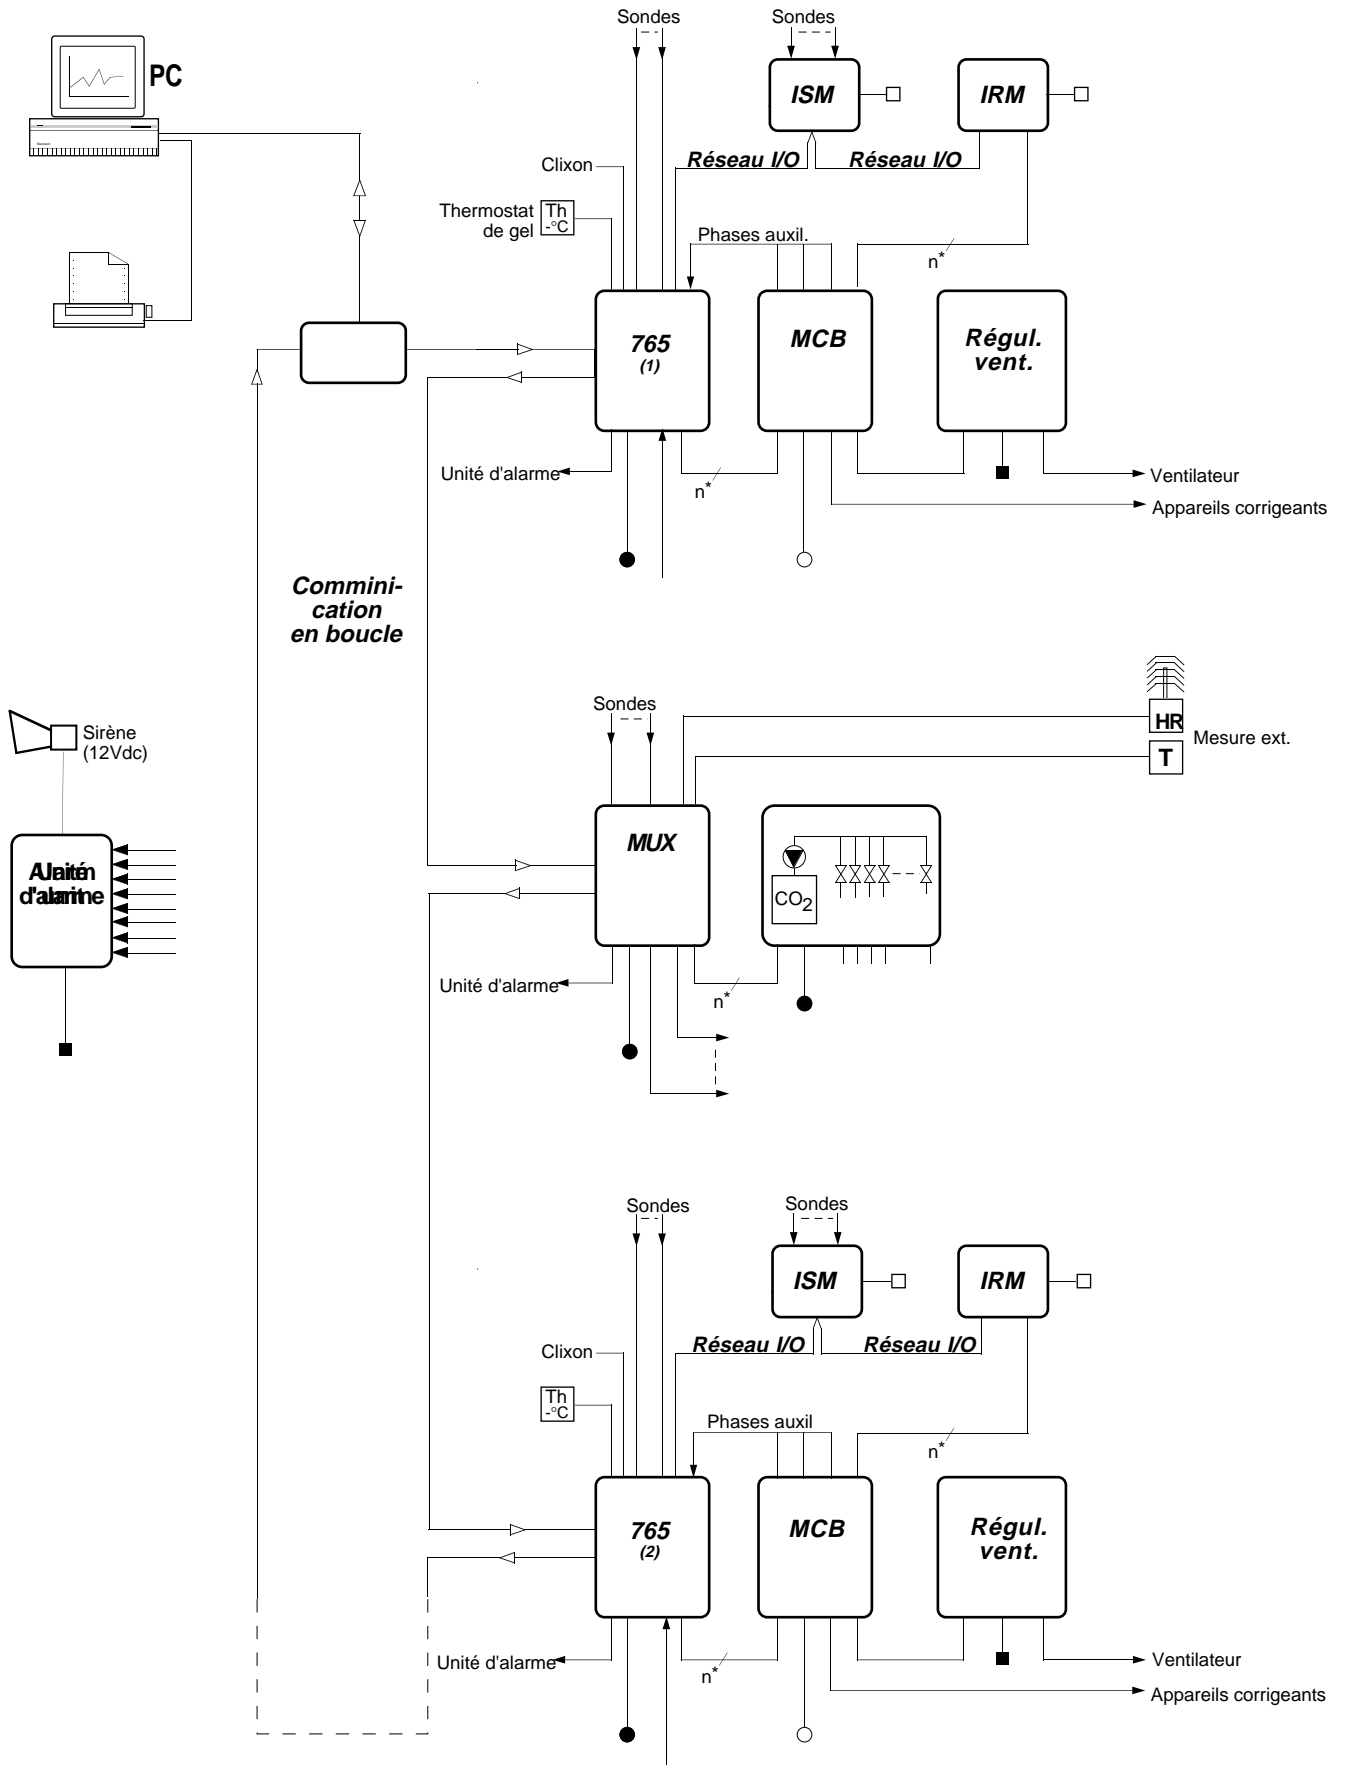 Sondes
Sondes
PC
ISM
IRM
Clixon
Réseau I/O
Réseau I/O
Thermostat
de gel
Th
-°C
Phases auxil.
n*
765
(1)
MCB
Régul.
vent.
Unité d'alarme
n*
Ventilateur
Appareils corrigeants
Commini-
cation
en boucle
Sondes
HR
Mesure ext.
T
Sirène
(12Vdc)
MUX
CO2
Unité d'alarme
n*
Sondes
Sondes
ISM
IRM
Clixon
Réseau I/O
Réseau I/O
Th
-°C
Phases auxil
n*
765
(2)
MCB
Régul.
vent.
Unité d'alarme
n*
Ventilateur
Appareils corrigeants